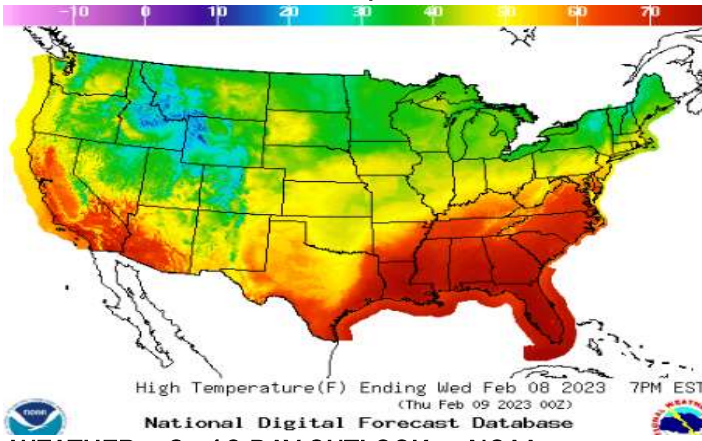 -10 0 10 20 30 40 50 60 70
High Temperature(F) Ending Wed Feb 08 2023 7PM EST
(Thu Feb 09 2023 00Z)
National Digital Forecast Database
noaa